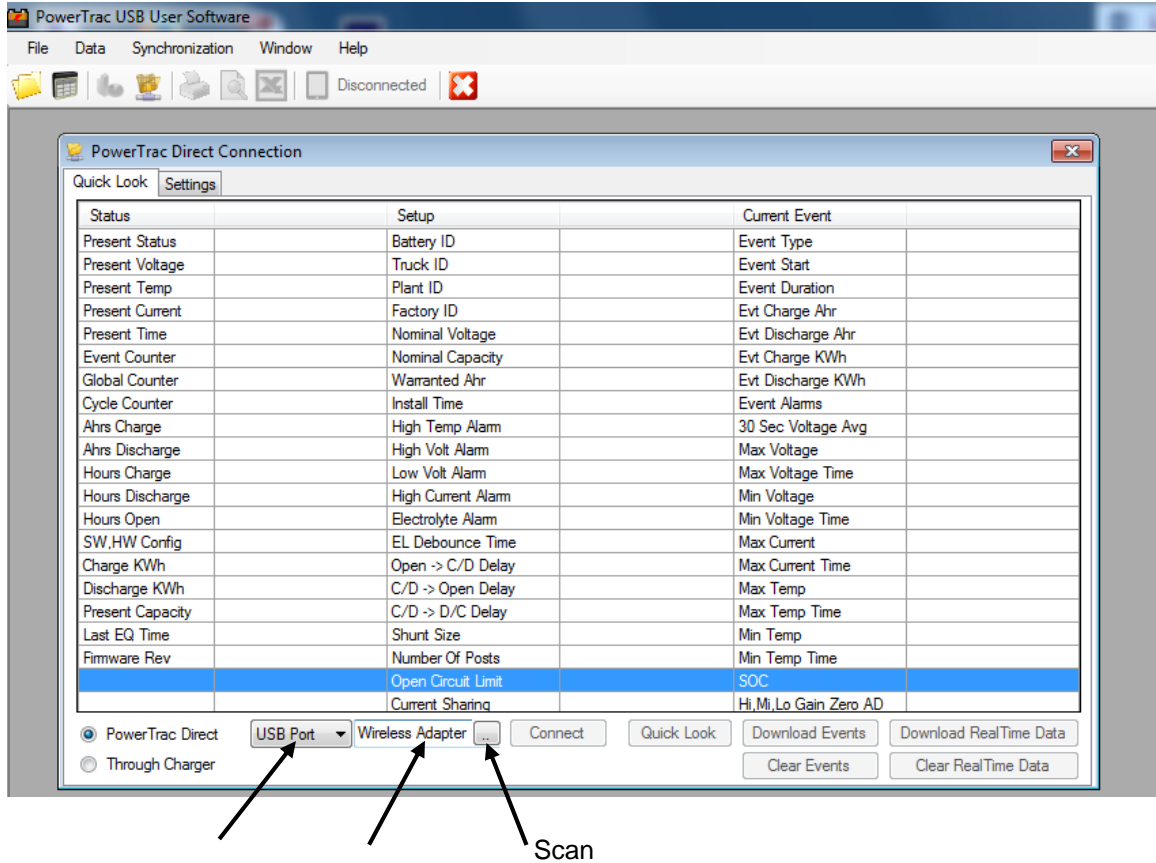 PowerTrac USB User Software
File Data Synchronization Window Help
Disconnected
PowerTrac Direct Connection
Quick Look Settings
Status Setup Current Event
Present Status Battery ID Event Type
Present Voltage Truck ID Event Start
Present Temp Plant ID Event Duration
Present Current Factory ID Evt Charge Ahr
Present Time Nominal Voltage Evt Discharge Ahr
Event Counter Nominal Capacity Evt Charge KWh
Global Counter Warranted Ahr Evt Discharge KWh
Cycle Counter Install Time Event Alarms
Ahrs Charge High Temp Alarm 30 Sec Voltage Avg
Ahrs Discharge High Volt Alarm Max Voltage
Hours Charge Low Volt Alarm Max Voltage Time
Hours Discharge High Current Alarm Min Voltage
Hours Open Electrolyte Alarm Min Voltage Time
SW,HW Config EL Debounce Time Max Current
Charge KWh Open -> C/D Delay Max Current Time
Discharge KWh C/D -> Open Delay Max Temp
Present Capacity C/D -> D/C Delay Max Temp Time
Last EQ Time Shunt Size Min Temp
Firmware Rev Number Of Posts Min Temp Time
Open Circuit Limit SOC
Current Sharing Hi,Mi,Lo Gain Zero AD
PowerTrac Direct USB Port Wireless Adapter .. Connect Quick Look Download Events Download RealTime Data
Through Charger Clear Events Clear RealTime Data
Scan